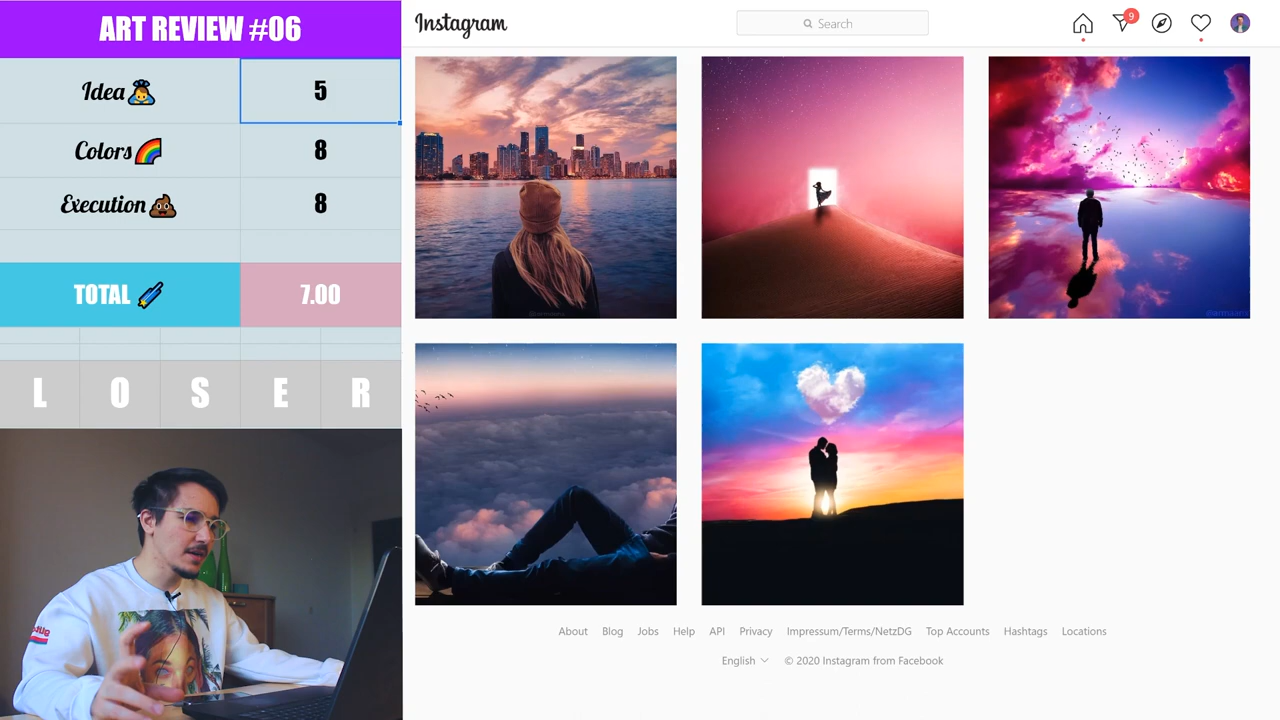 ART REVIEW #06
Idea 5
Colors 8
Execution 8
TOTAL 7.00
L O S E R
Instagram
Search
9
@armaans
About Blog Jobs Help API Privacy Impressum/Terms/NetzDG Top Accounts Hashtags Locations
English © 2020 Instagram from Facebook